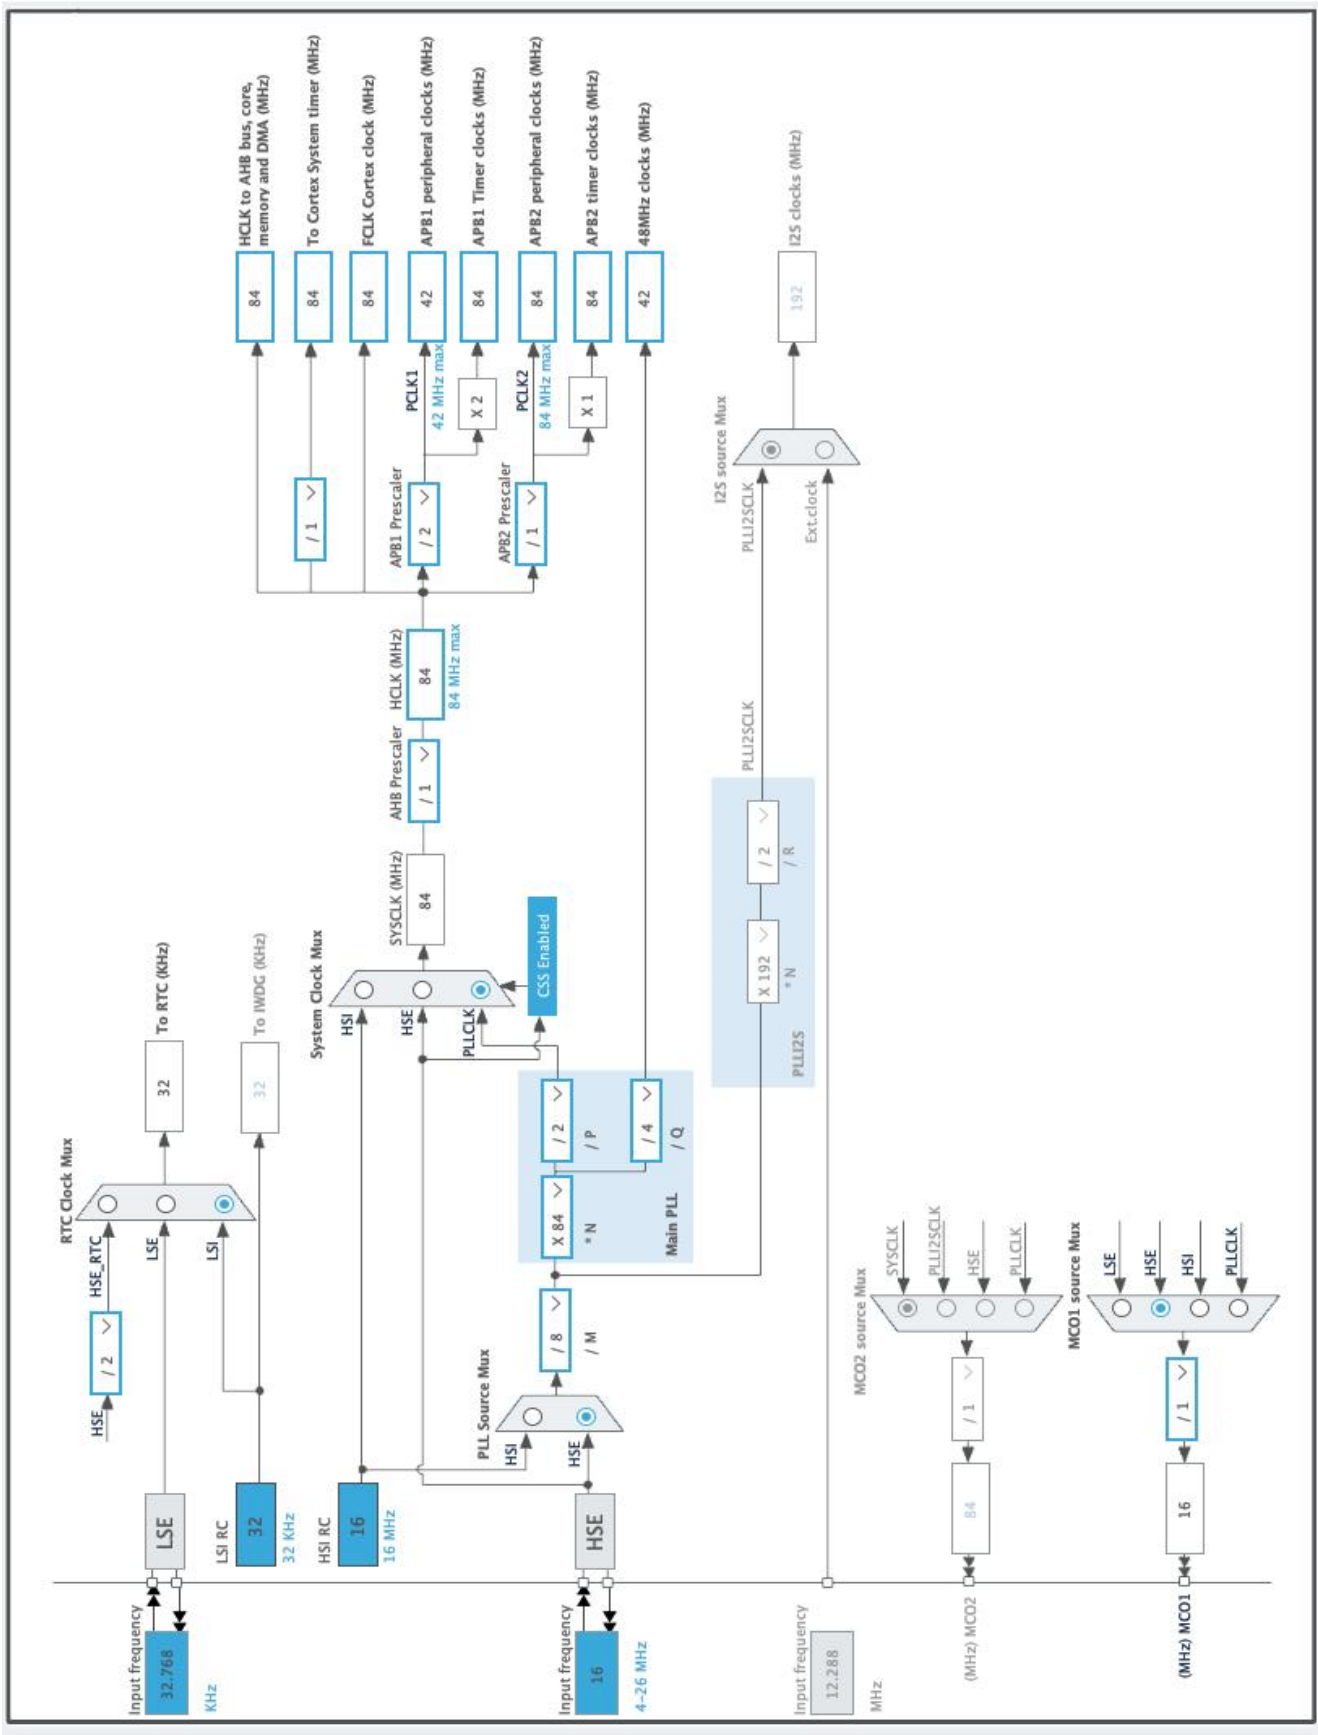 Input frequency
32.768
KHz
LSE
LSI RC
32
32 KHz
HSI RC
16
16 MHz
Input frequency
16
4-26 MHz
HSE
Input frequency
12.288
MHz
HSE
/ 2
HSE_RTC
LSE
LSI
RTC Clock Mux
32
To RTC (KHz)
32
To IWDG (KHz)
PLL Source Mux
HSI
HSE
/ 8
/ M
X 84
* N
/ 2
/ P
/ 4
/ Q
Main PLL
System Clock Mux
HSI
HSE
PLLCLK
CSS Enabled
SYSCLK (MHz)
84
AHB Prescaler
/ 1
HCLK (MHz)
84
84 MHz max
/ 1
APB1 Prescaler
/ 2
APB2 Prescaler
/ 1
PCLK1
42 MHz max
X 2
PCLK2
84 MHz max
X 1
84
HCLK to AHB bus, core,
memory and DMA (MHz)
84
To Cortex System timer (MHz)
84
FCLK Cortex clock (MHz)
42
APB1 peripheral clocks (MHz)
84
APB1 Timer clocks (MHz)
84
APB2 peripheral clocks (MHz)
84
APB2 timer clocks (MHz)
42
48MHz clocks (MHz)
PLLI2S
X 192
* N
/ 2
/ R
PLLI2SCLK
PLLI2SCLK
Ext.clock
I2S source Mux
192
I2S clocks (MHz)
MCO2 source Mux
SYSCLK
PLLI2SCLK
HSE
PLLCLK
/ 1
84
(MHz) MCO2
MCO1 source Mux
LSE
HSE
HSI
PLLCLK
/ 1
16
(MHz) MCO1